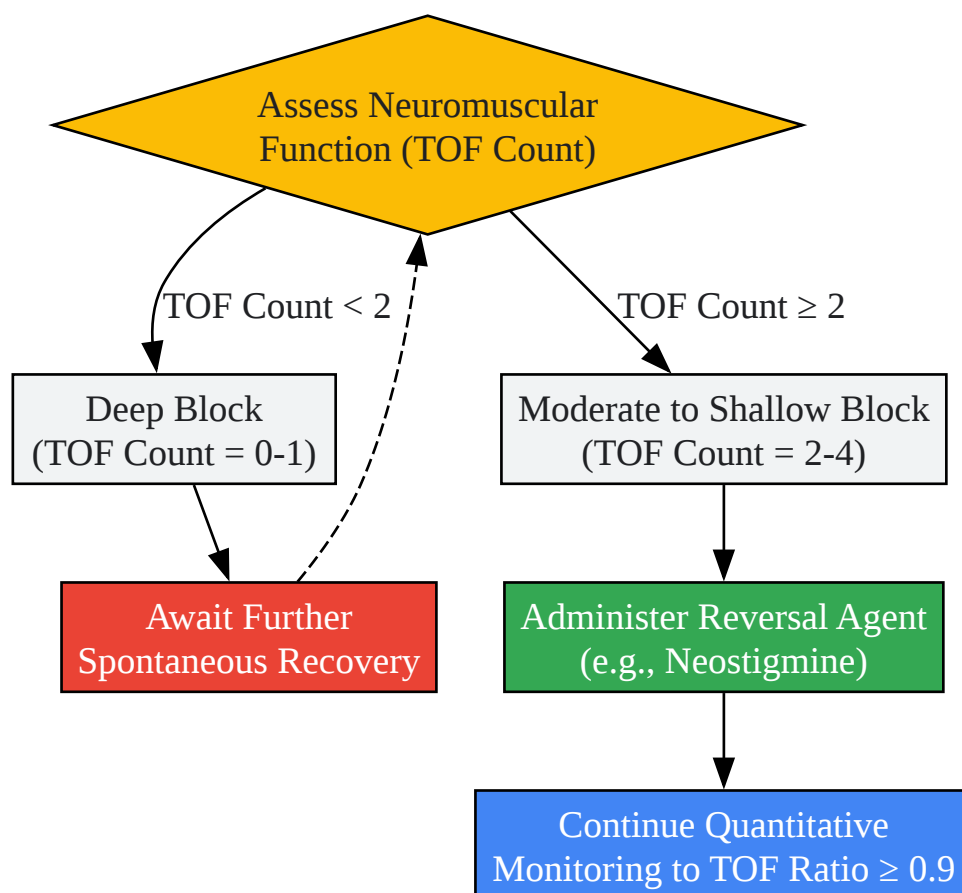 Assess Neuromuscular
Function (TOF Count)
TOF Count < 2
TOF Count ≥ 2
Deep Block
(TOF Count = 0-1)
Moderate to Shallow Block
(TOF Count = 2-4)
Await Further
Spontaneous Recovery
Administer Reversal Agent
(e.g., Neostigmine)
Continue Quantitative
Monitoring to TOF Ratio ≥ 0.9